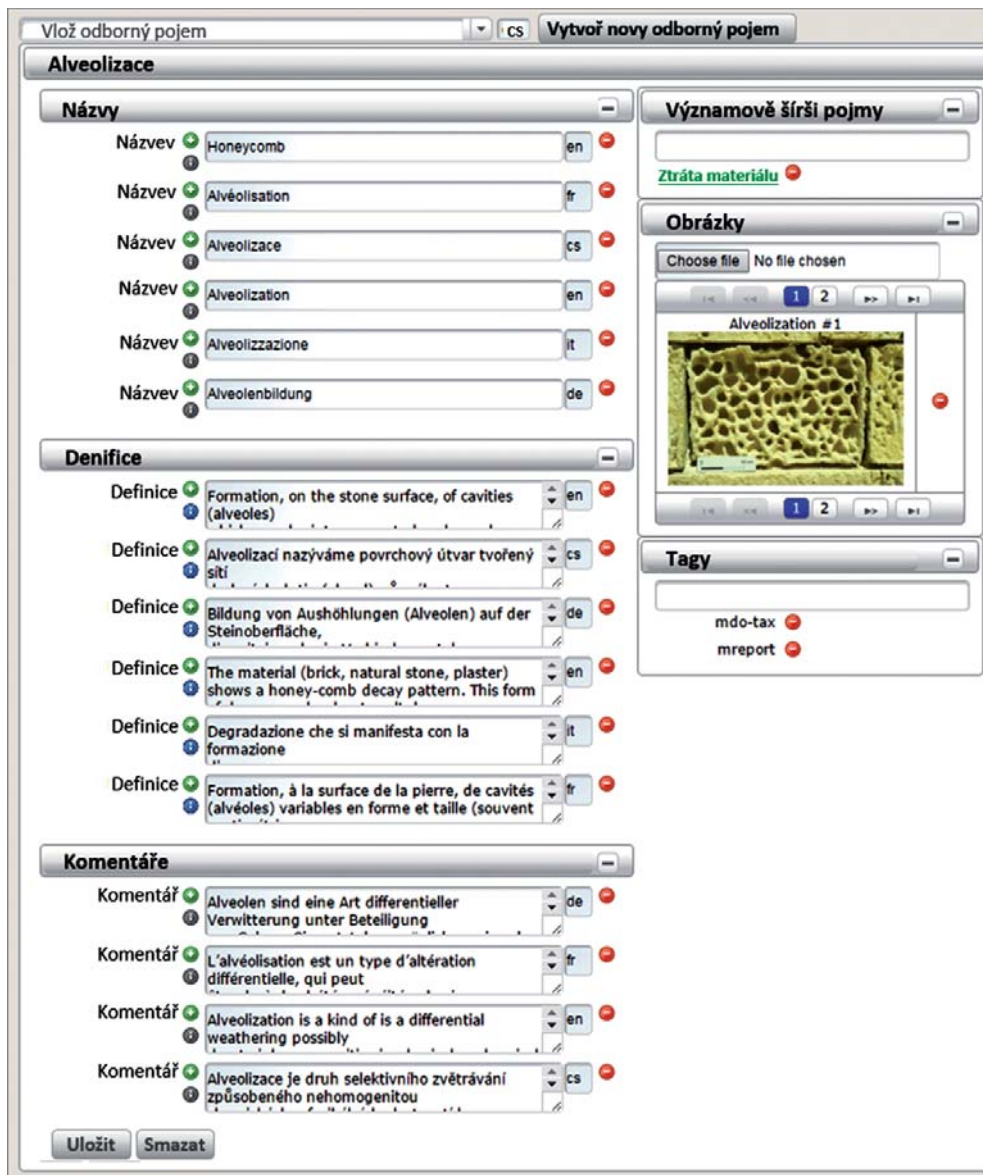 Vlož odborný pojem
cs
Vytvoř novy odborný pojem
Alveolizace
Názvy
Názvev Honeycomb en
Názvev Alvéolisation fr
Názvev Alveolizace cs
Názvev Alveolization en
Názvev Alveolizzazione it
Názvev Alveolenbildung de
Denifice
Definice Formation, on the stone surface, of cavities en
(alveoles)
Definice Alveolizací nazýváme povrchový útvar tvořený cs
sítí
Definice Bildung von Aushöhlungen (Alveolen) auf der de
Steinoberfläche,
Definice The material (brick, natural stone, plaster) en
shows a honey-comb decay pattern. This form
Definice Degradazione che si manifesta con la it
formazione
Definice Formation, à la surface de la pierre, de cavités fr
(alvéoles) variables en forme et taille (souvent
Komentáře
Komentář Alveolen sind eine Art differentieller de
Verwitterung unter Beteiligung
Komentář L'alvéolisation est un type d'altération fr
différentielle, qui peut
Komentář Alveolization is a kind of is a differential en
weathering possibly
Komentář Alveolizace je druh selektivního zvětrávání cs
způsobeného nehomogenitou
Uložit Smazat
Významově šírši pojmy
Ztráta materiálu
Obrázky
Choose file No file chosen
1 2
Alveolization #1
1 2
Tagy
mdo-tax
mreport